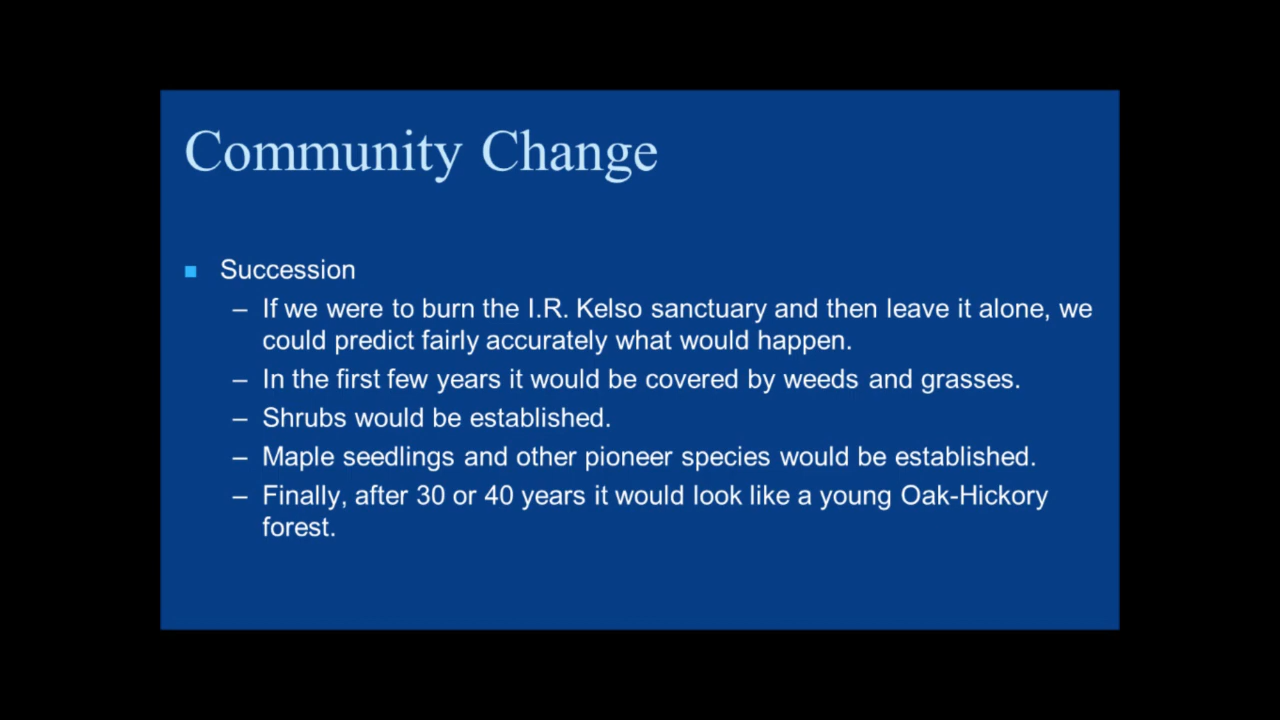 Community Change
■ Succession
– If we were to burn the I.R. Kelso sanctuary and then leave it alone, we
could predict fairly accurately what would happen.
– In the first few years it would be covered by weeds and grasses.
– Shrubs would be established.
– Maple seedlings and other pioneer species would be established.
– Finally, after 30 or 40 years it would look like a young Oak-Hickory
forest.